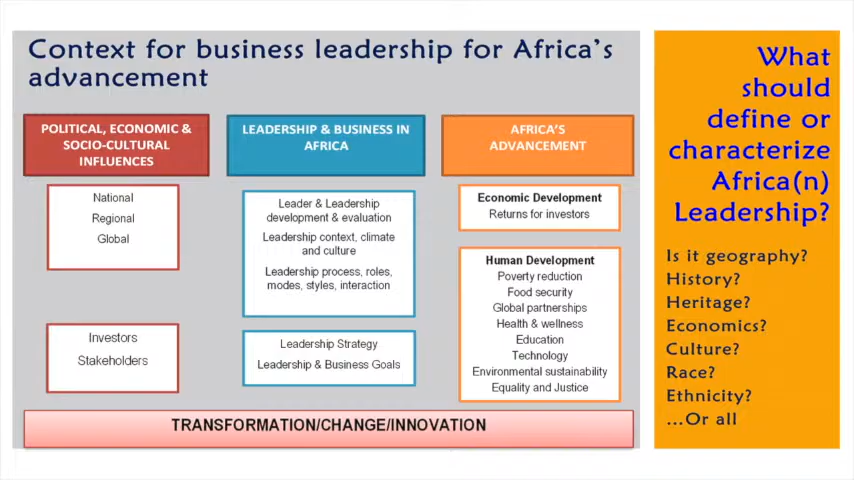 Context for business leadership for Africa's
advancement
POLITICAL, ECONOMIC &
SOCIO-CULTURAL
INFLUENCES
National
Regional
Global
Investors
Stakeholders
LEADERSHIP & BUSINESS IN
AFRICA
Leader & Leadership
development & evaluation
Leadership context, climate
and culture
Leadership process, roles,
modes, styles, interaction
Leadership Strategy
Leadership & Business Goals
AFRICA'S
ADVANCEMENT
Economic Development
Returns for investors
Human Development
Poverty reduction
Food security
Global partnerships
Health & wellness
Education
Technology
Environmental sustainability
Equality and Justice
TRANSFORMATION/CHANGE/INNOVATION
What
should
define or
characterize
Africa(n)
Leadership?
Is it geography?
History?
Heritage?
Economics?
Culture?
Race?
Ethnicity?
...Or all